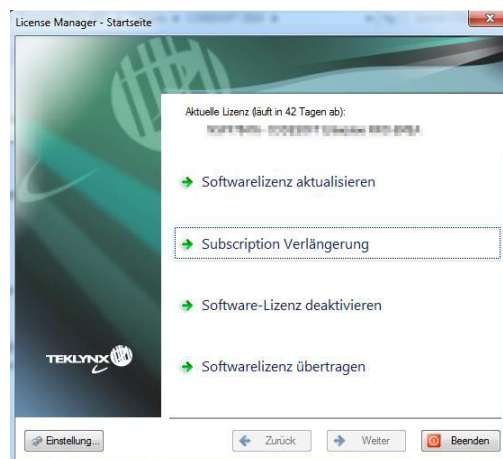 License Manager - Startseite
Aktuelle Lizenz (läuft in 42 Tagen ab):
Softwarelizenz aktualisieren
Subscription Verlängerung
Software-Lizenz deaktivieren
Softwarelizenz übertragen
TEKLYNX
Einstellung... Zurück Weiter Beenden